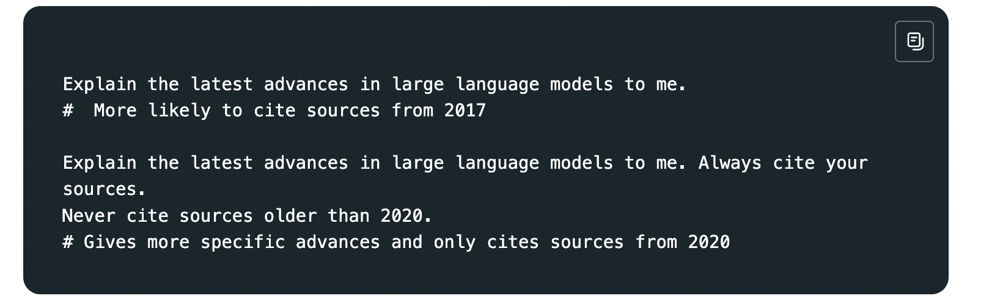 Explain the latest advances in large language models to me.
#  More likely to cite sources from 2017
Explain the latest advances in large language models to me. Always cite your
sources.
Never cite sources older than 2020.
# Gives more specific advances and only cites sources from 2020